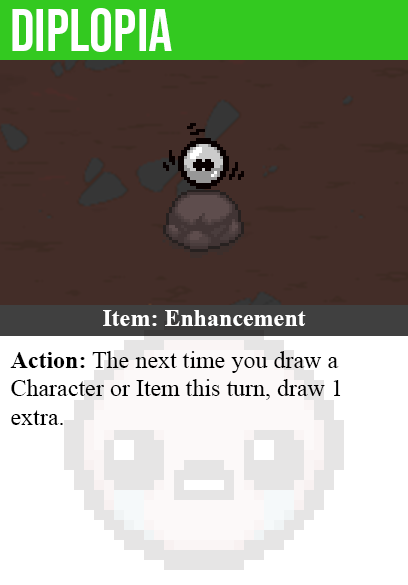 DIPLOPIA
Item: Enhancement
Action: The next time you draw a
Character or Item this turn, draw 1
extra.